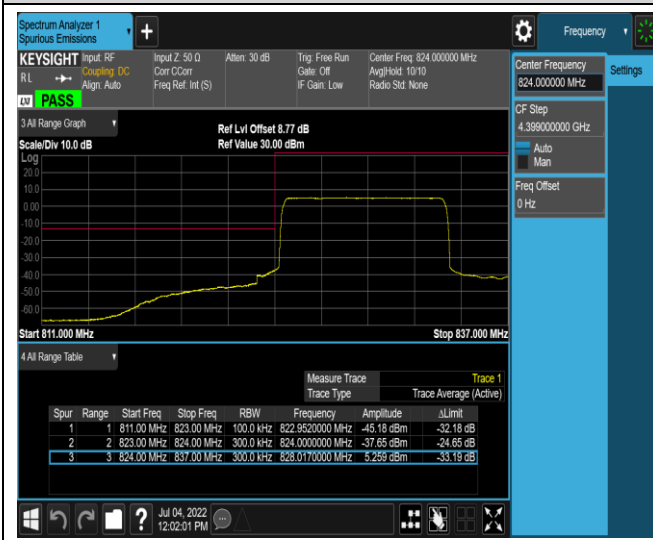 Spectrum Analyzer 1
Spurious Emissions
Frequency
KEYSIGHT Input: RF Input Z: 50 Ω Atten: 30 dB Trig: Free Run Center Freq: 824.000000 MHz
RL Coupling: DC Corr CCorr Gate: Off Avg|Hold: 10/10
Align: Auto Freq Ref: Int (S) IF Gain: Low Radio Std: None
LXI PASS
Center Frequency
824.000000 MHz
Settings
CF Step
4.399000000 GHz
Auto
Man
Freq Offset
0 Hz
3 All Range Graph
Ref Lvl Offset 8.77 dB
Scale/Div 10.0 dB Ref Value 30.00 dBm
Log
20.0
10.0
0.00
-10.0
-20.0
-30.0
-40.0
-50.0
-60.0
Start 811.000 MHz Stop 837.000 MHz
4 All Range Table
Measure Trace Trace 1
Trace Type Trace Average (Active)
Spur Range Start Freq Stop Freq RBW Frequency Amplitude ΔLimit
1 1 811.00 MHz 823.00 MHz 100.0 kHz 822.9520000 MHz -45.18 dBm -32.18 dB
2 2 823.00 MHz 824.00 MHz 300.0 kHz 824.0000000 MHz -37.65 dBm -24.65 dB
3 3 824.00 MHz 837.00 MHz 300.0 kHz 828.0170000 MHz 5.259 dBm -33.19 dB
Jul 04, 2022
12:02:01 PM